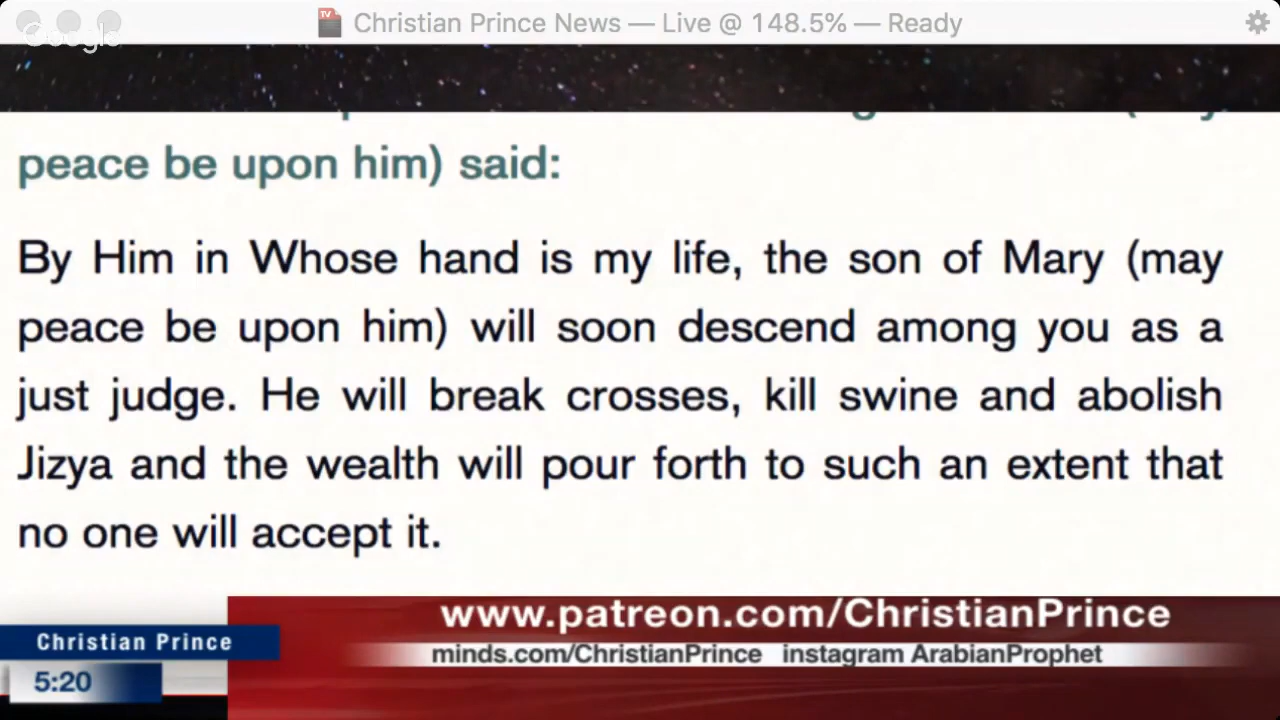 TV
Christian Prince News — Live @ 148.5% — Ready
Google
peace be upon him) said:
By Him in Whose hand is my life, the son of Mary (may
peace be upon him) will soon descend among you as a
just judge. He will break crosses, kill swine and abolish
Jizya and the wealth will pour forth to such an extent that
no one will accept it.
www.patreon.com/ChristianPrince
Christian Prince
minds.com/ChristianPrince instagram ArabianProphet
5:20